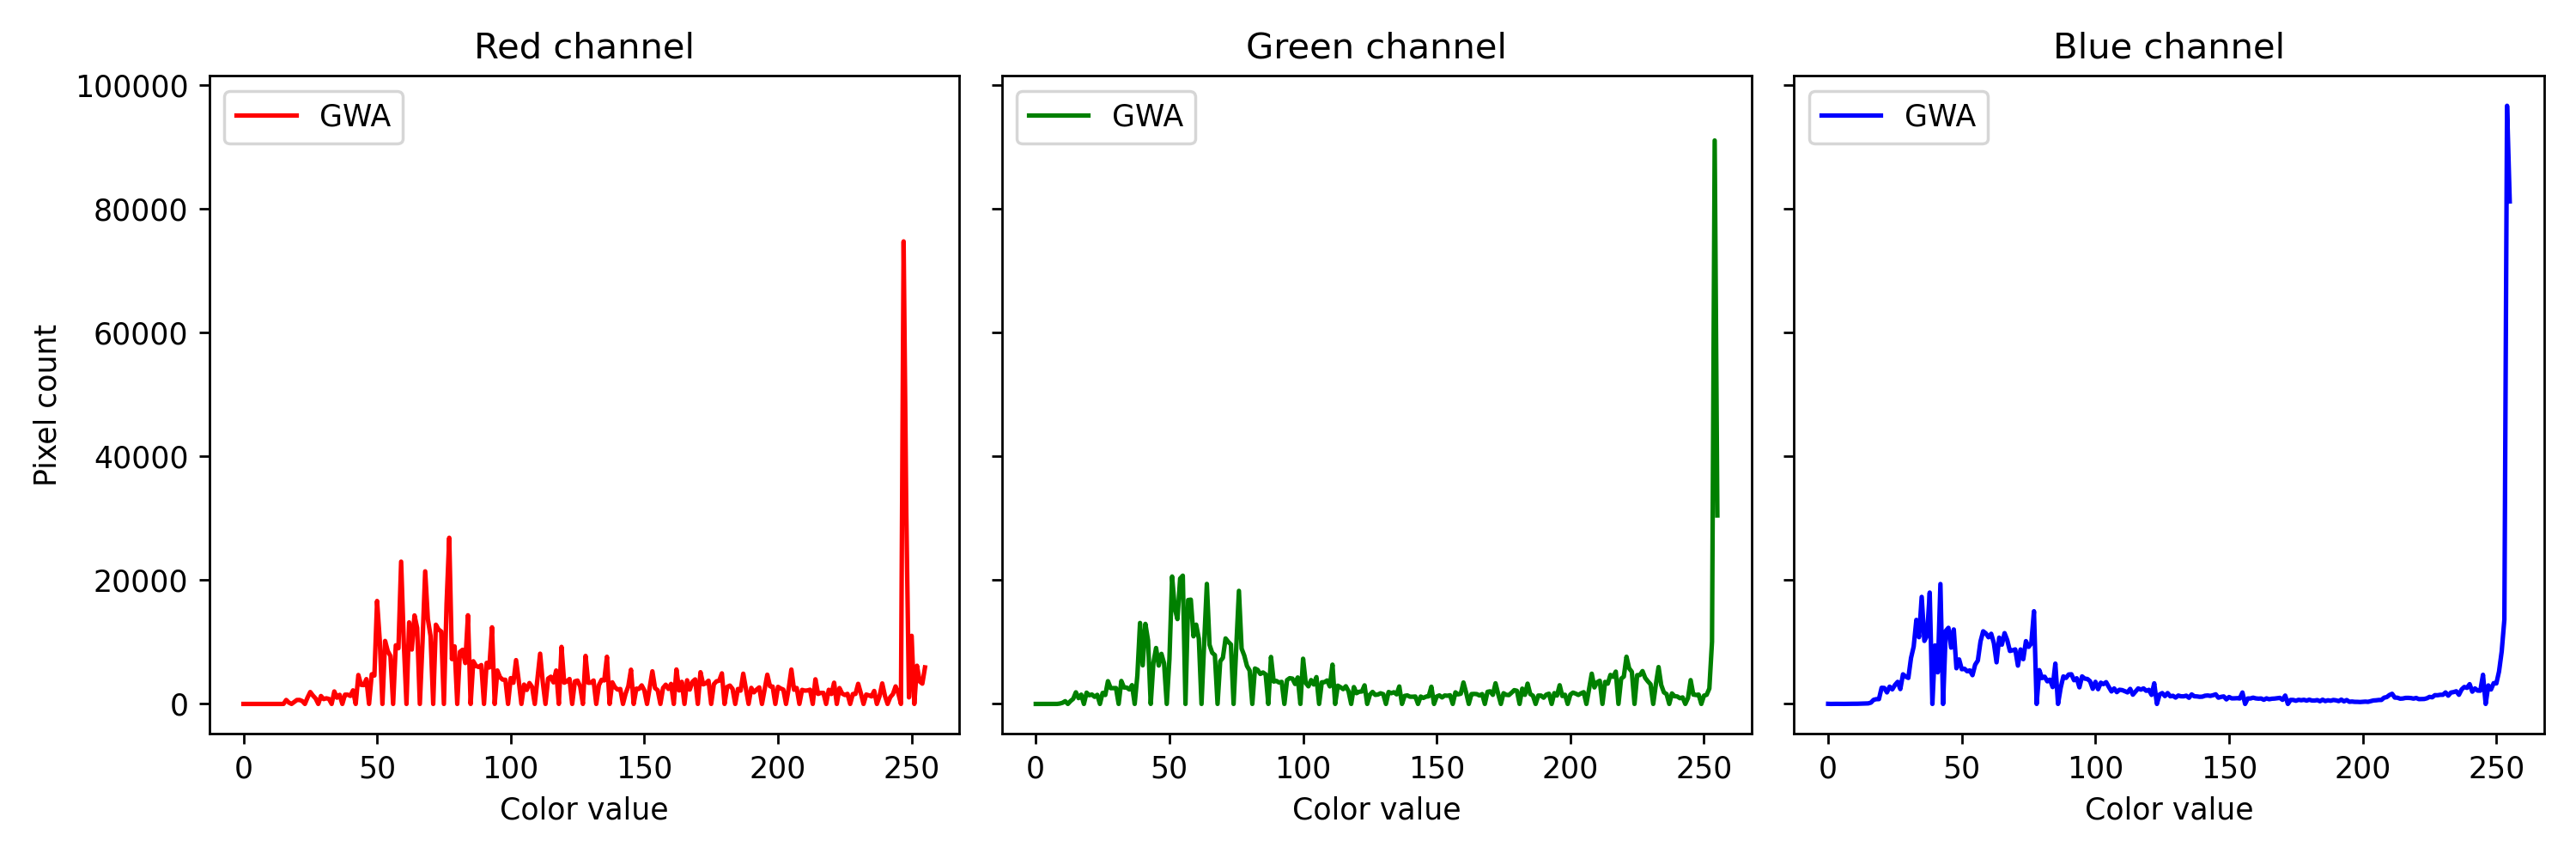 Red channel
Green channel
Blue channel
GWA
GWA
GWA
Pixel count
100000
80000
60000
40000
20000
0
0 50 100 150 200 250
0 50 100 150 200 250
0 50 100 150 200 250
Color value
Color value
Color value